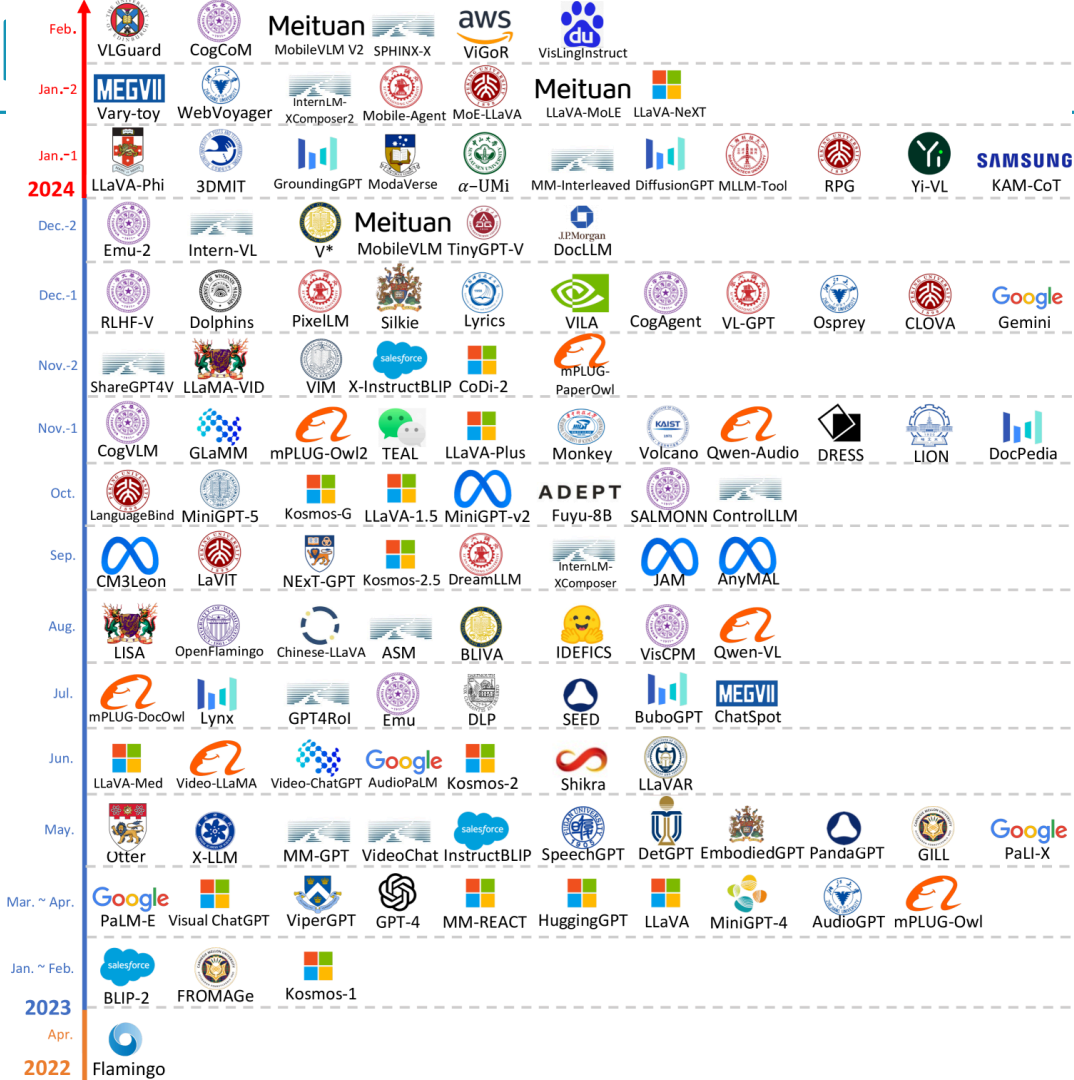 Feb.
Meituan
aws
Bai du
VLGuard CogCoM MobileVLM V2 SPHINX-X ViGoR VisLingInstruct
Jan.-2
MEGVII
Meituan
Vary-toy WebVoyager InternLM-XComposer2 Mobile-Agent MoE-LLaVA LLaVA-MoLE LLaVA-NeXT
Jan.-1
Yi
SAMSUNG
2024
LLaVA-Phi 3DMIT GroundingGPT ModaVerse α-UMi MM-Interleaved DiffusionGPT MLLM-Tool RPG Yi-VL KAM-CoT
Dec.-2
Meituan
J.P.Morgan
Emu-2 Intern-VL V* MobileVLM TinyGPT-V DocLLM
Dec.-1
Google
RLHF-V Dolphins PixelLM Silkie Lyrics VILA CogAgent VL-GPT Osprey CLOVA Gemini
Nov.-2
salesforce
ShareGPT4V LLaMA-VID VIM X-InstructBLIP CoDi-2 mPLUG-PaperOwl
Nov.-1
KAIST
CogVLM GLaMM mPLUG-Owl2 TEAL LLaVA-Plus Monkey Volcano Qwen-Audio DRESS LION DocPedia
Oct.
ADEPT
LanguageBind MiniGPT-5 Kosmos-G LLaVA-1.5 MiniGPT-v2 Fuyu-8B SALMONN ControlLLM
Sep.
CM3Leon LaVIT NExT-GPT Kosmos-2.5 DreamLLM InternLM-XComposer JAM AnyMAL
Aug.
LISA OpenFlamingo Chinese-LLaVA ASM BLIVA IDEFICS VisCPM Qwen-VL
Jul.
MEGVII
mPLUG-DocOwl Lynx GPT4RoI Emu DLP SEED BuboGPT ChatSpot
Jun.
Google
LLaVA-Med Video-LLaMA Video-ChatGPT AudioPaLM Kosmos-2 Shikra LLaVAR
May.
salesforce
Google
Otter X-LLM MM-GPT VideoChat InstructBLIP SpeechGPT DetGPT EmbodiedGPT PandaGPT GILL PaLI-X
Mar. ~ Apr.
Google
PaLM-E Visual ChatGPT ViperGPT GPT-4 MM-REACT HuggingGPT LLaVA MiniGPT-4 AudioGPT mPLUG-Owl
Jan. ~ Feb.
salesforce
BLIP-2 FROMAGe Kosmos-1
2023
Apr.
2022
Flamingo